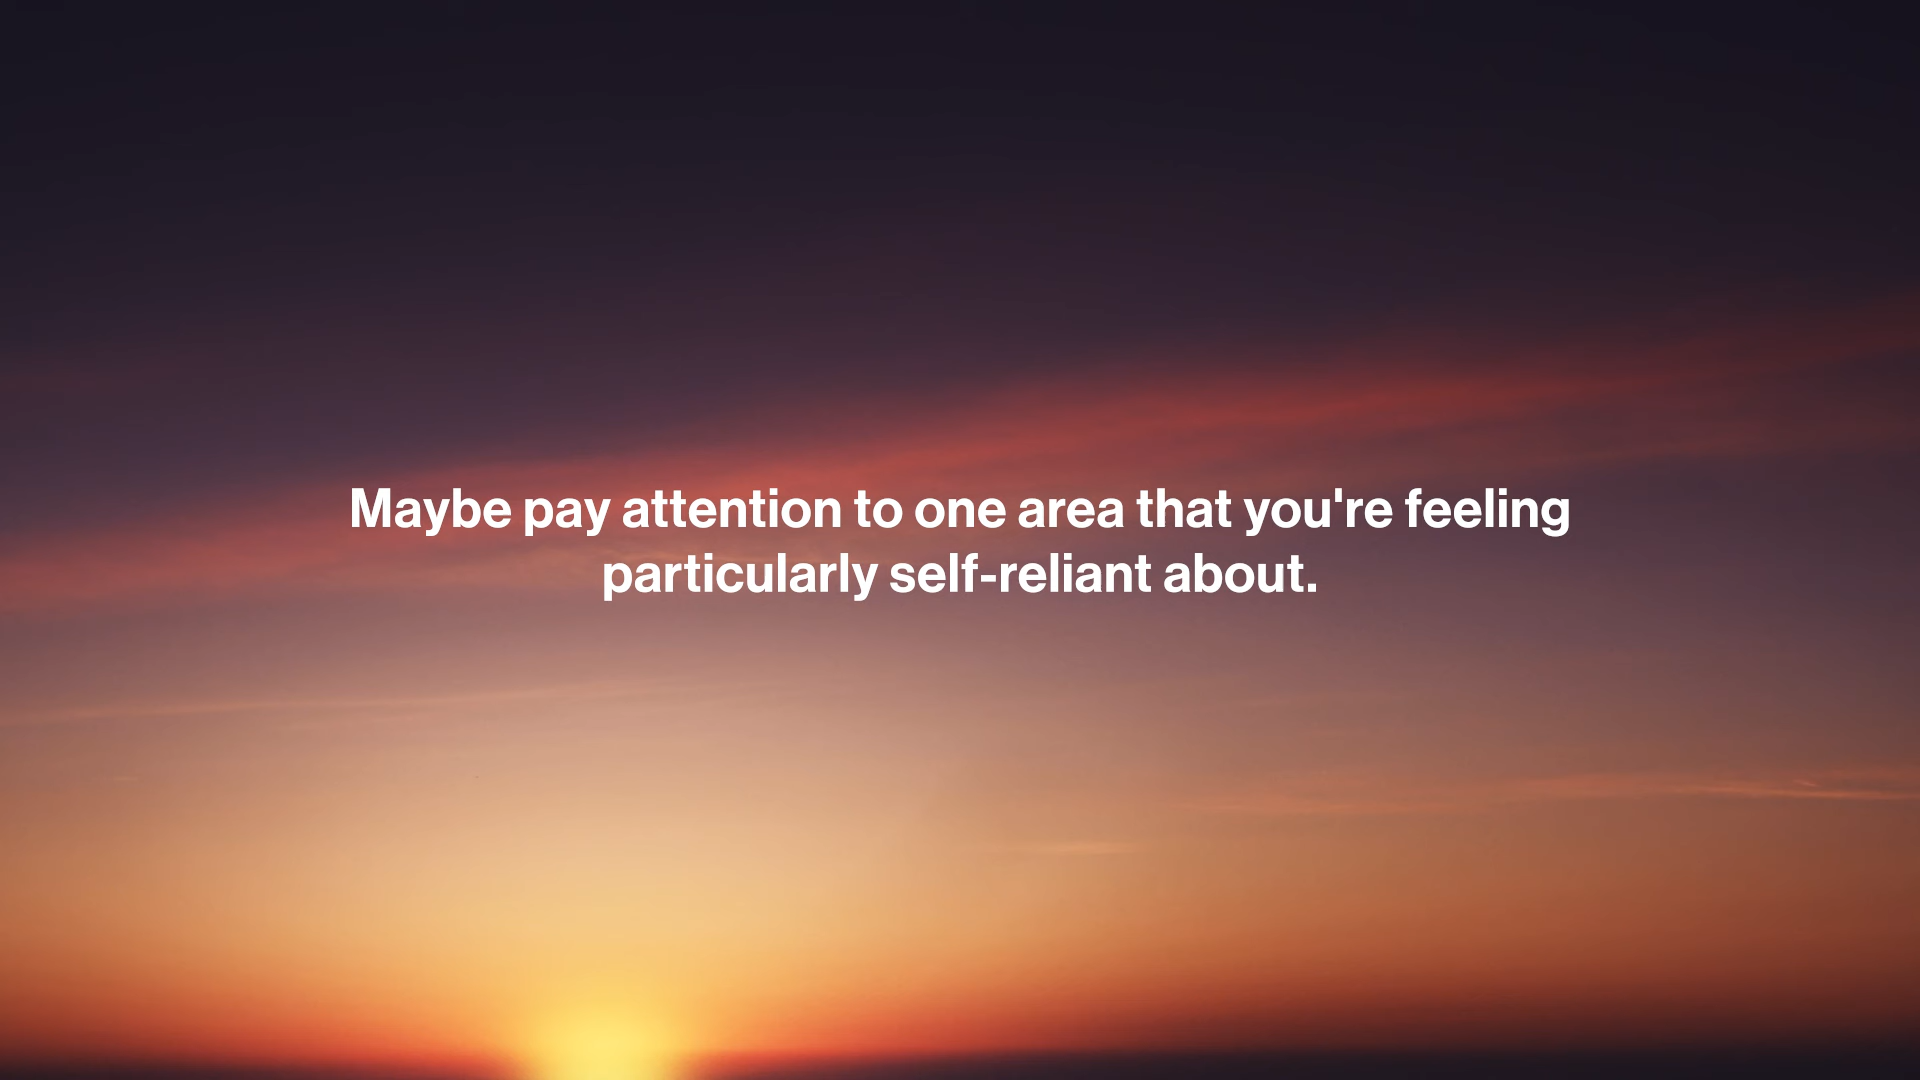 Maybe pay attention to one area that you're feeling
particularly self-reliant about.